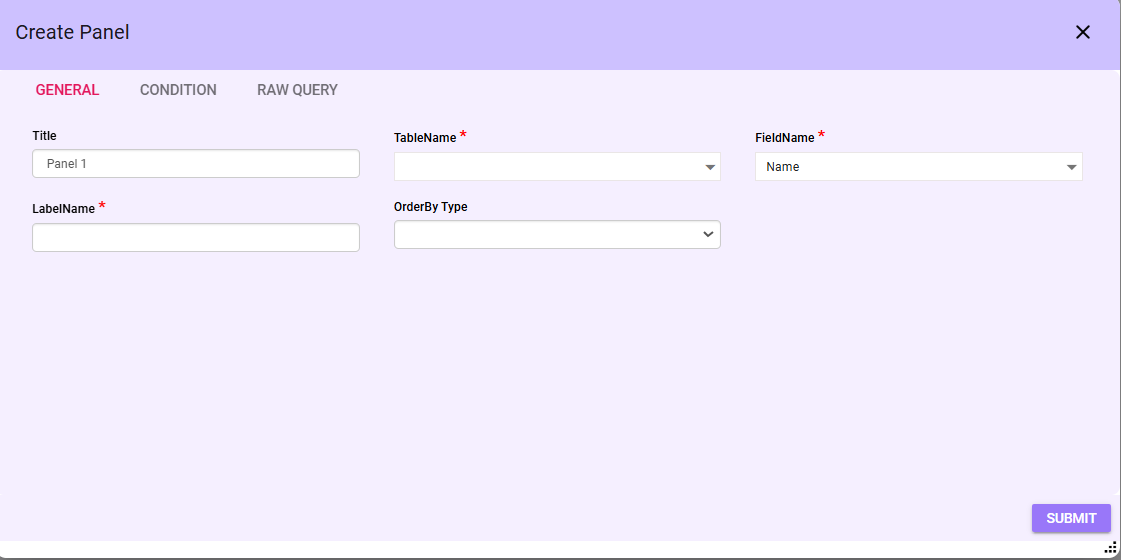 Create Panel
GENERAL CONDITION RAW QUERY
Title TableName * FieldName *
Panel 1 Name
LabelName * OrderBy Type
SUBMIT